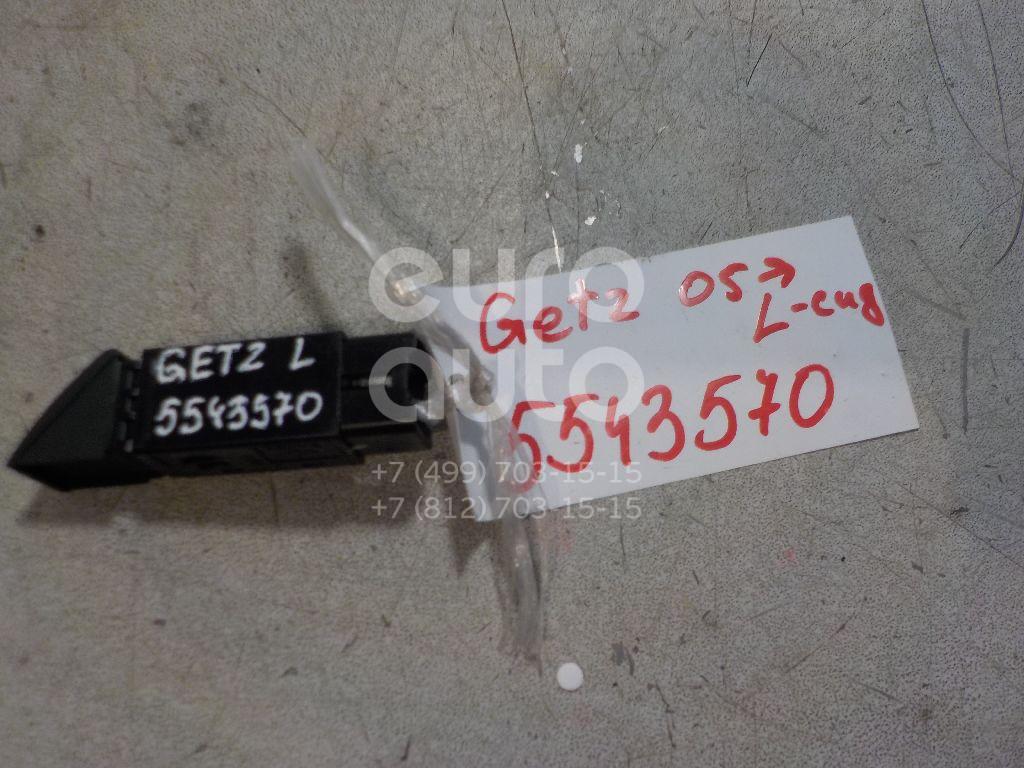 GETZ L
5543570
Getz 05→
L-сид
5543570
euro
auto
+7 (499) 703-15-15
+7 (812) 703-15-15